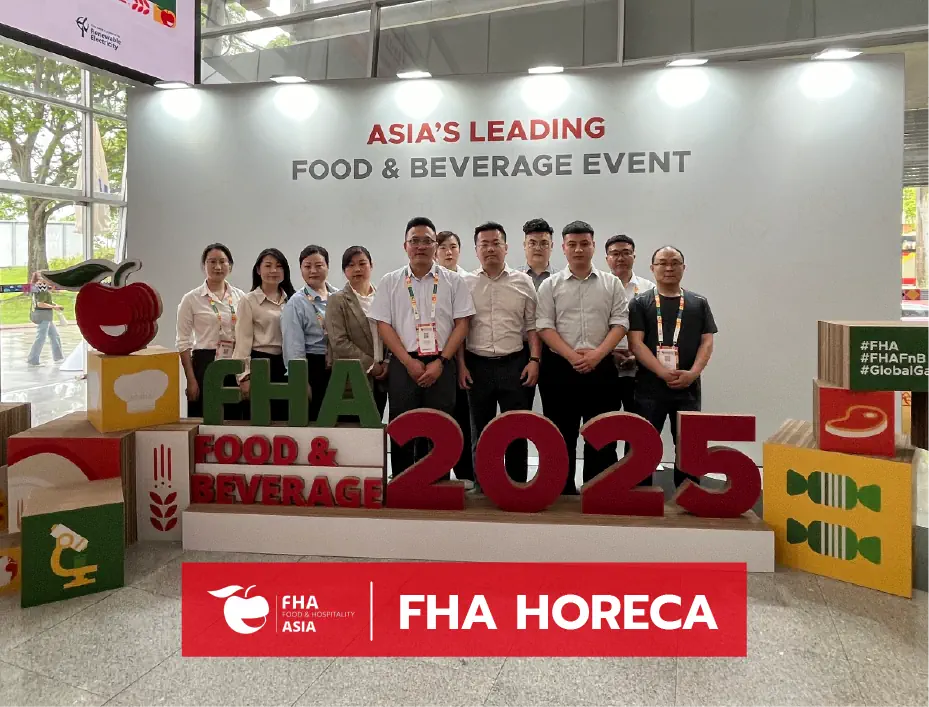 Renewable
Electricity
ASIA'S LEADING
FOOD & BEVERAGE EVENT
#FHA
#FHAFnB
#GlobalGa
FHA
FOOD &
BEVERAGE
2025
FHA
FOOD & HOSPITALITY
ASIA
FHA HORECA